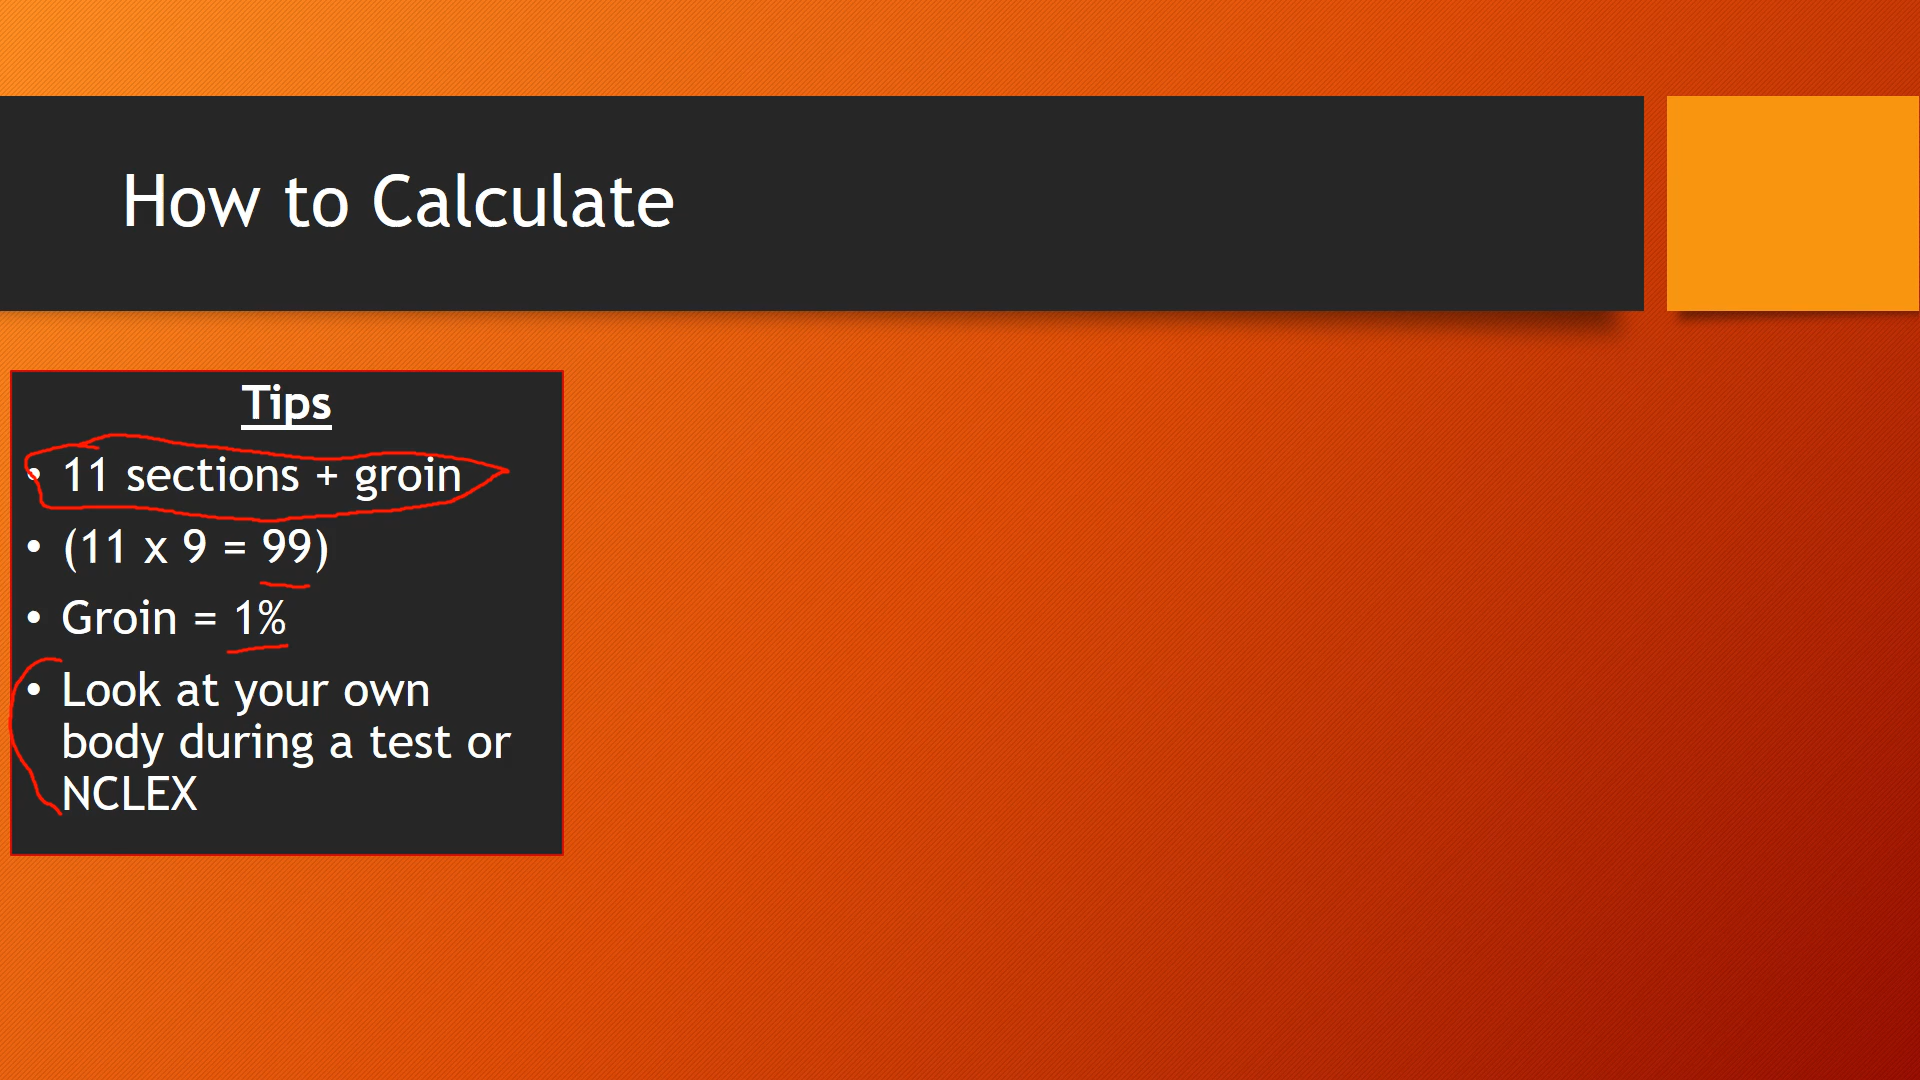 How to Calculate
Tips
• 11 sections + groin
• (11 x 9 = 99)
• Groin = 1%
• Look at your own
body during a test or
NCLEX